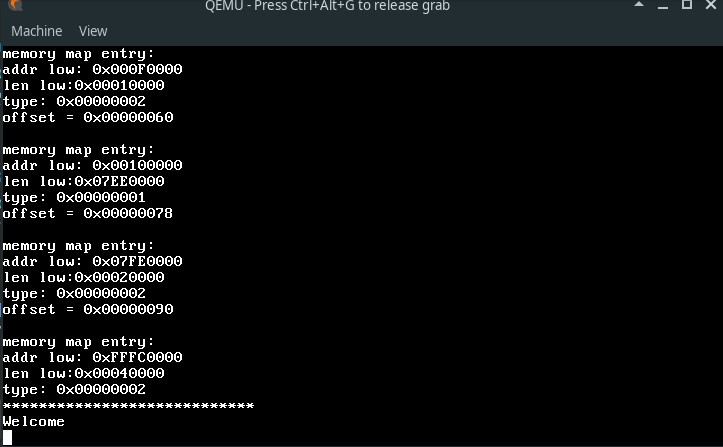 QEMU - Press Ctrl+Alt+G to release grab
Machine View
memory map entry:
addr low: 0x000F0000
len low:0x00010000
type: 0x00000002
offset = 0x00000060
memory map entry:
addr low: 0x00100000
len low:0x07EE0000
type: 0x00000001
offset = 0x00000078
memory map entry:
addr low: 0x07FE0000
len low:0x00020000
type: 0x00000002
offset = 0x00000090
memory map entry:
addr low: 0xFFFC0000
len low:0x00040000
type: 0x00000002
****************************
Welcome